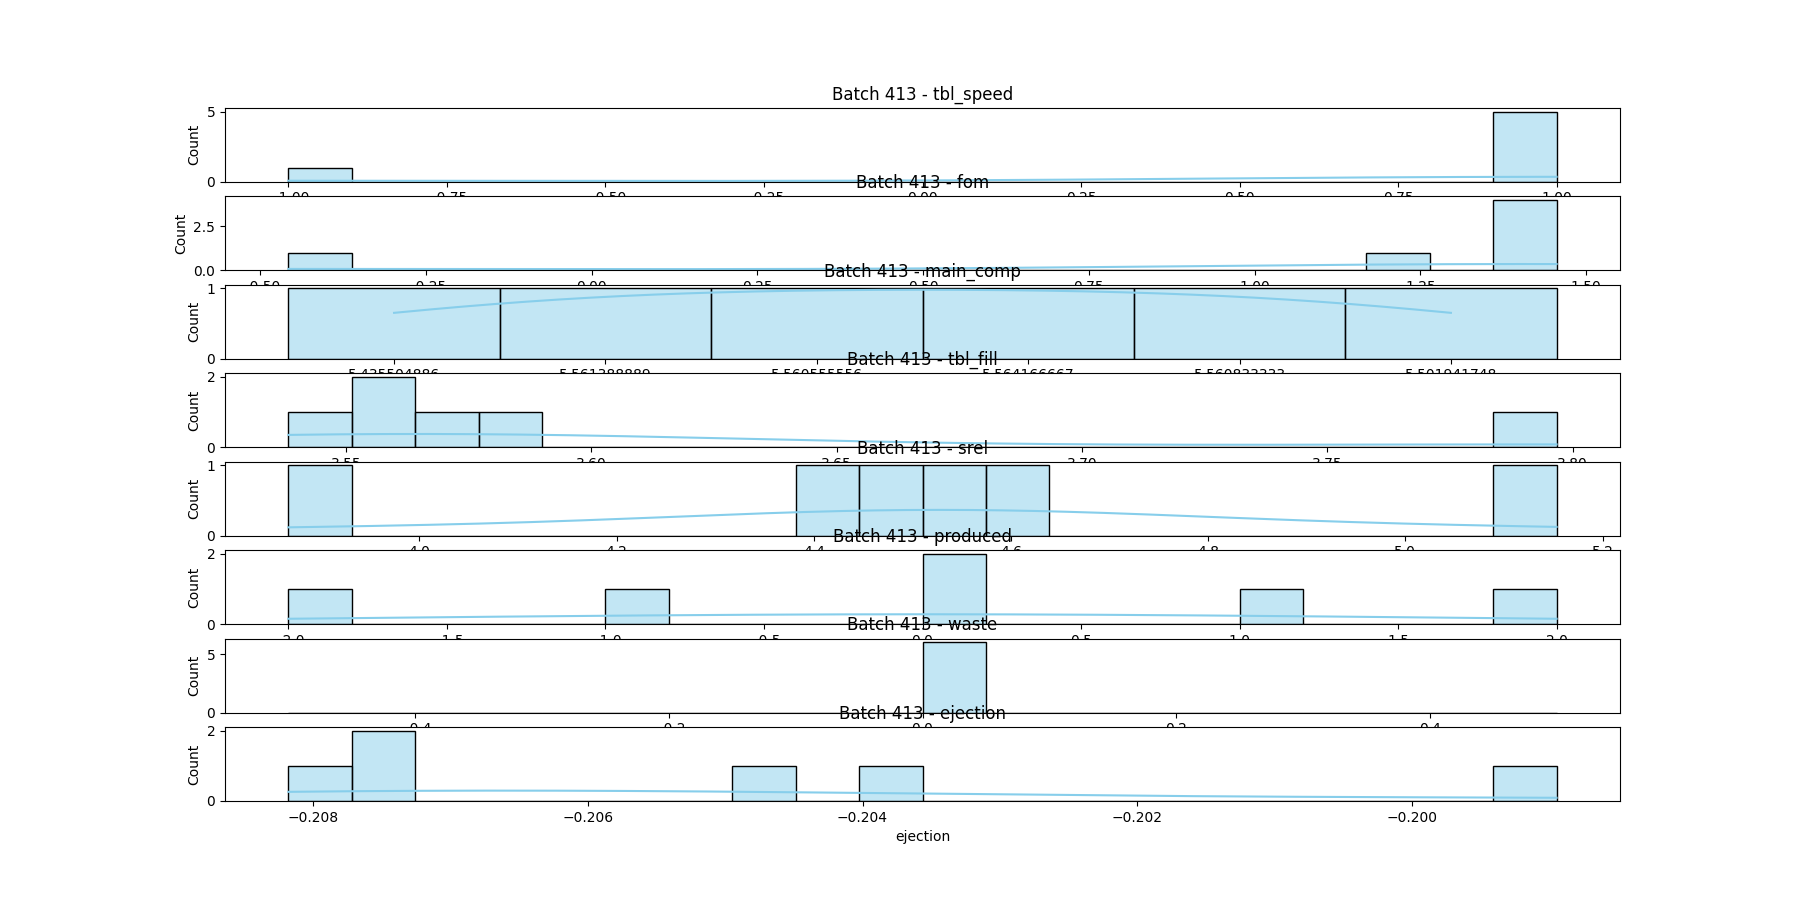 Batch 413 - tbl_speed
5
Count
0
1.00 0.75 0.50 0.25 0.00 0.25 0.50 0.75 1.00
Batch 413 - fom
2.5
Count
0.0
0.50 0.25 0.00 0.25 0.50 0.75 1.00 1.25 1.50
Batch 413 - main_comp
1
Count
0
Batch 413 - tbl_fill
2
Count
0
3.55 3.60 3.65 3.70 3.75 3.80
Batch 413 - srel
1
Count
0
4.0 4.2 4.4 4.6 4.8 5.0 5.2
Batch 413 - produced
2
Count
0
2.0 1.5 1.0 0.5 0.0 0.5 1.0 1.5 2.0
Batch 413 - waste
5
Count
0
0.4 0.2 0.0 0.2 0.4
Batch 413 - ejection
2
Count
0
−0.208 −0.206 −0.204 −0.202 −0.200
ejection